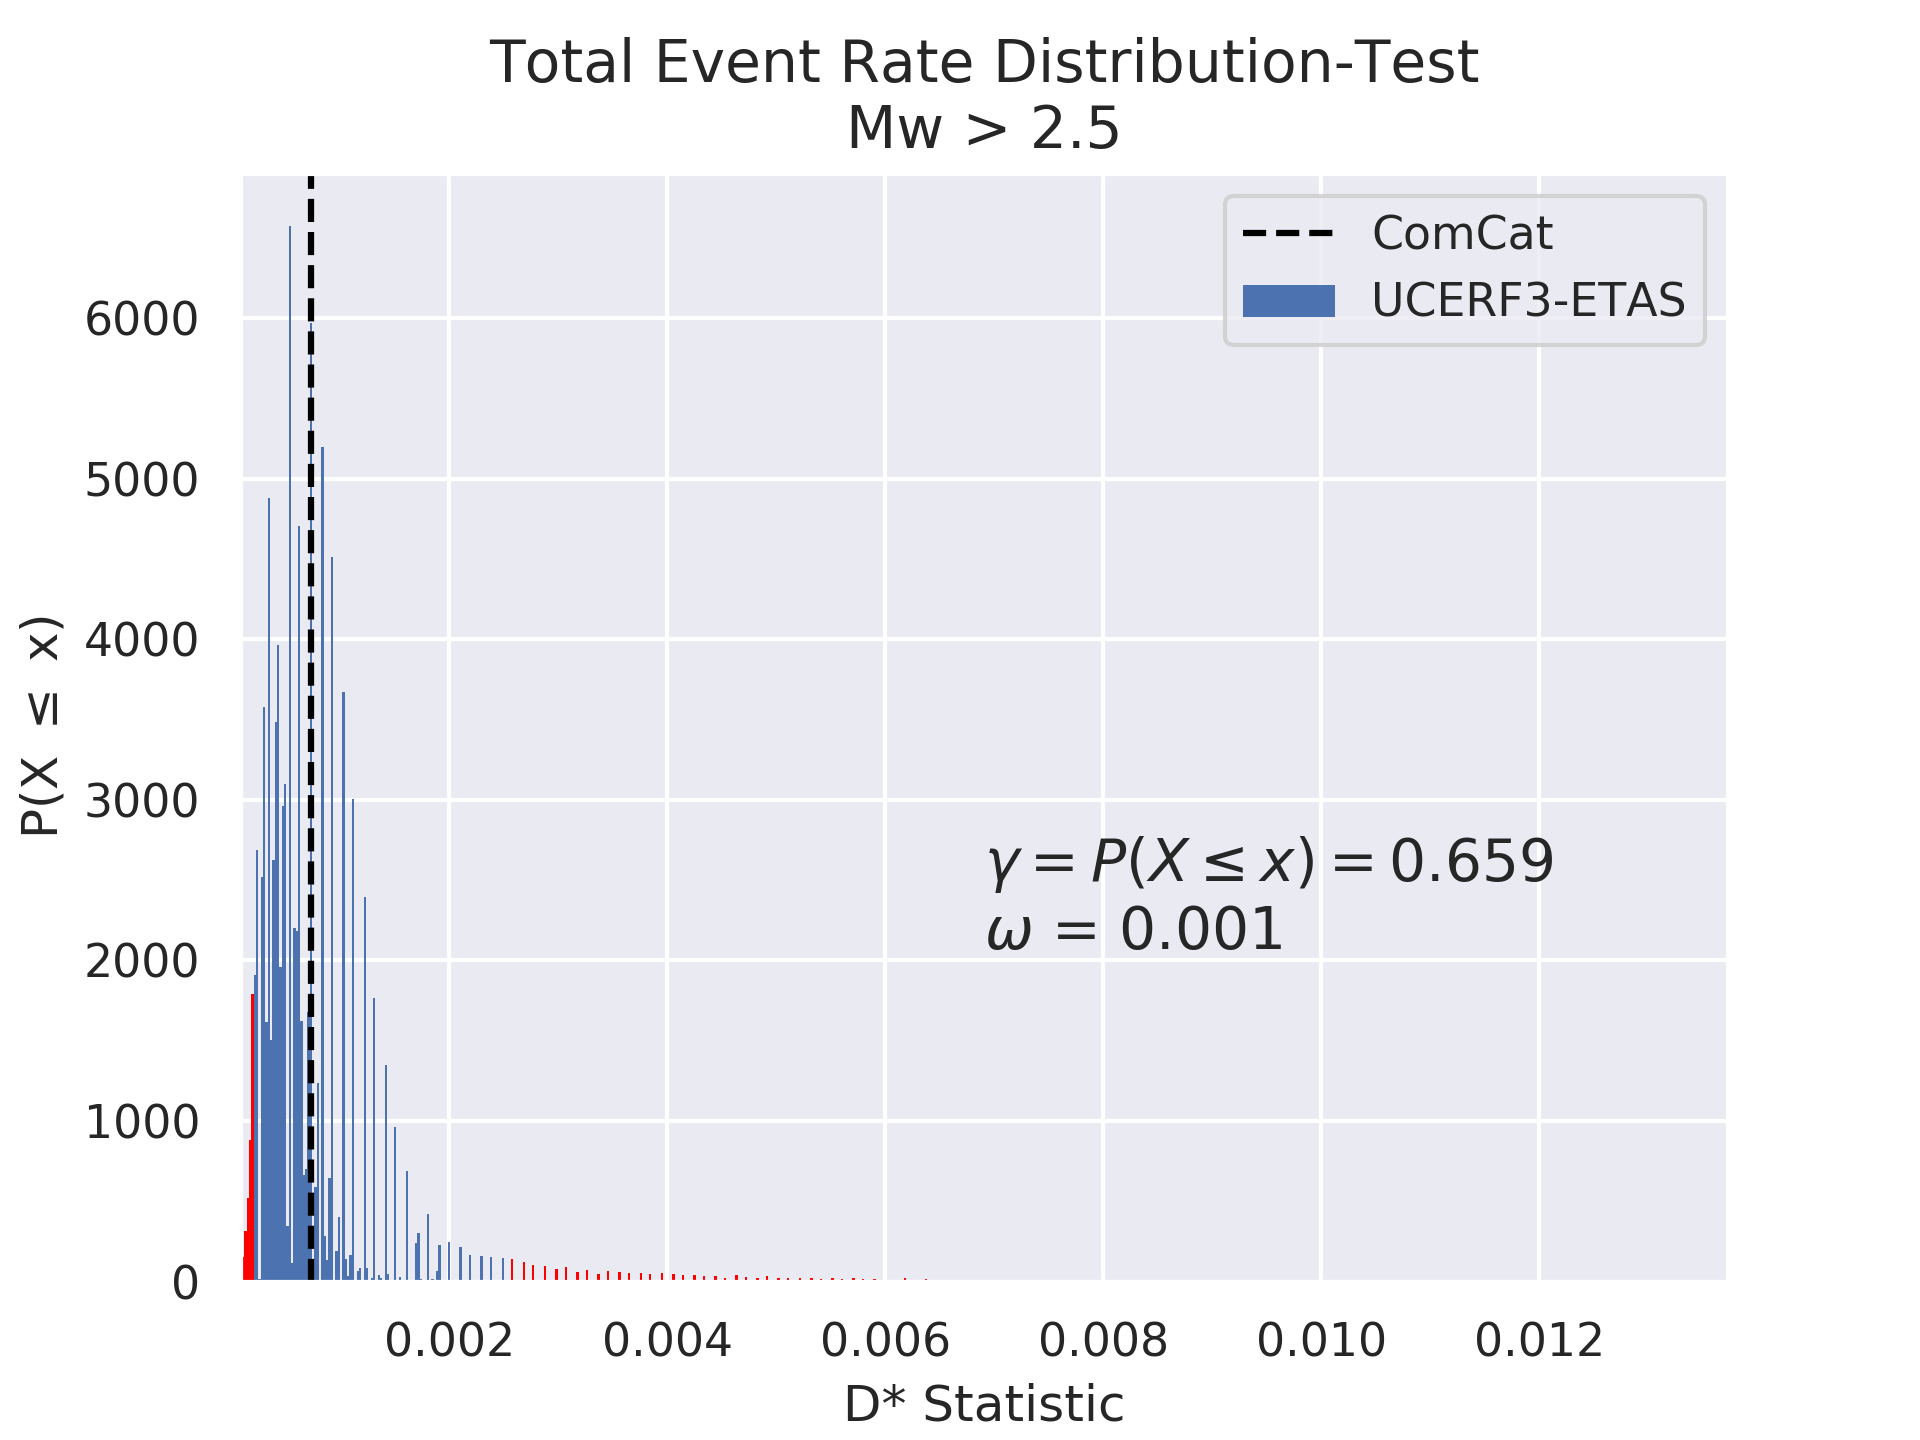 Total Event Rate Distribution-Test
Mw > 2.5
ComCat
UCERF3-ETAS
P(X ≤ x)
6000
5000
4000
3000
2000
1000
0
γ = P(X ≤ x) = 0.659
ω = 0.001
0.002 0.004 0.006 0.008 0.010 0.012
D* Statistic